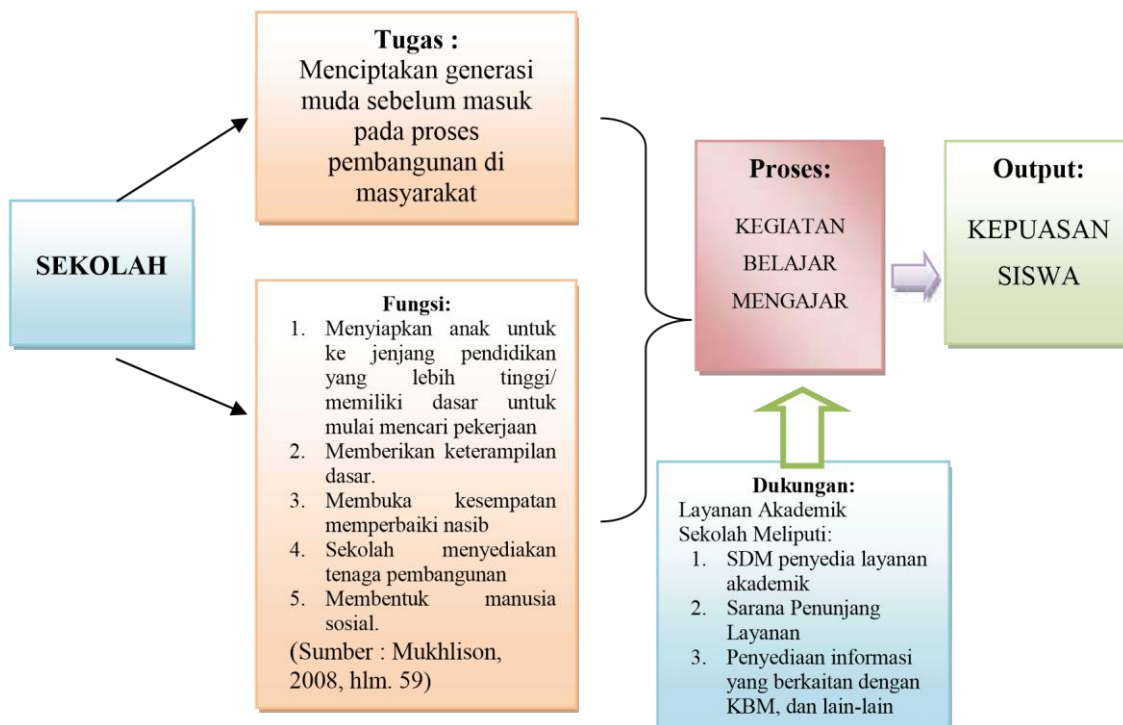 SEKOLAH
Tugas :
Menciptakan generasi
muda sebelum masuk
pada proses
pembangunan di
masyarakat
Fungsi:
1. Menyiapkan anak untuk
ke jenjang pendidikan
yang lebih tinggi/
memiliki dasar untuk
mulai mencari pekerjaan
2. Memberikan keterampilan
dasar.
3. Membuka kesempatan
memperbaiki nasib
4. Sekolah menyediakan
tenaga pembangunan
5. Membentuk manusia
sosial.
(Sumber : Mukhlison,
2008, hlm. 59)
Proses:
KEGIATAN
BELAJAR
MENGAJAR
Output:
KEPUASAN
SISWA
Dukungan:
Layanan Akademik
Sekolah Meliputi:
1. SDM penyedia layanan
akademik
2. Sarana Penunjang
Layanan
3. Penyediaan informasi
yang berkaitan dengan
KBM, dan lain-lain